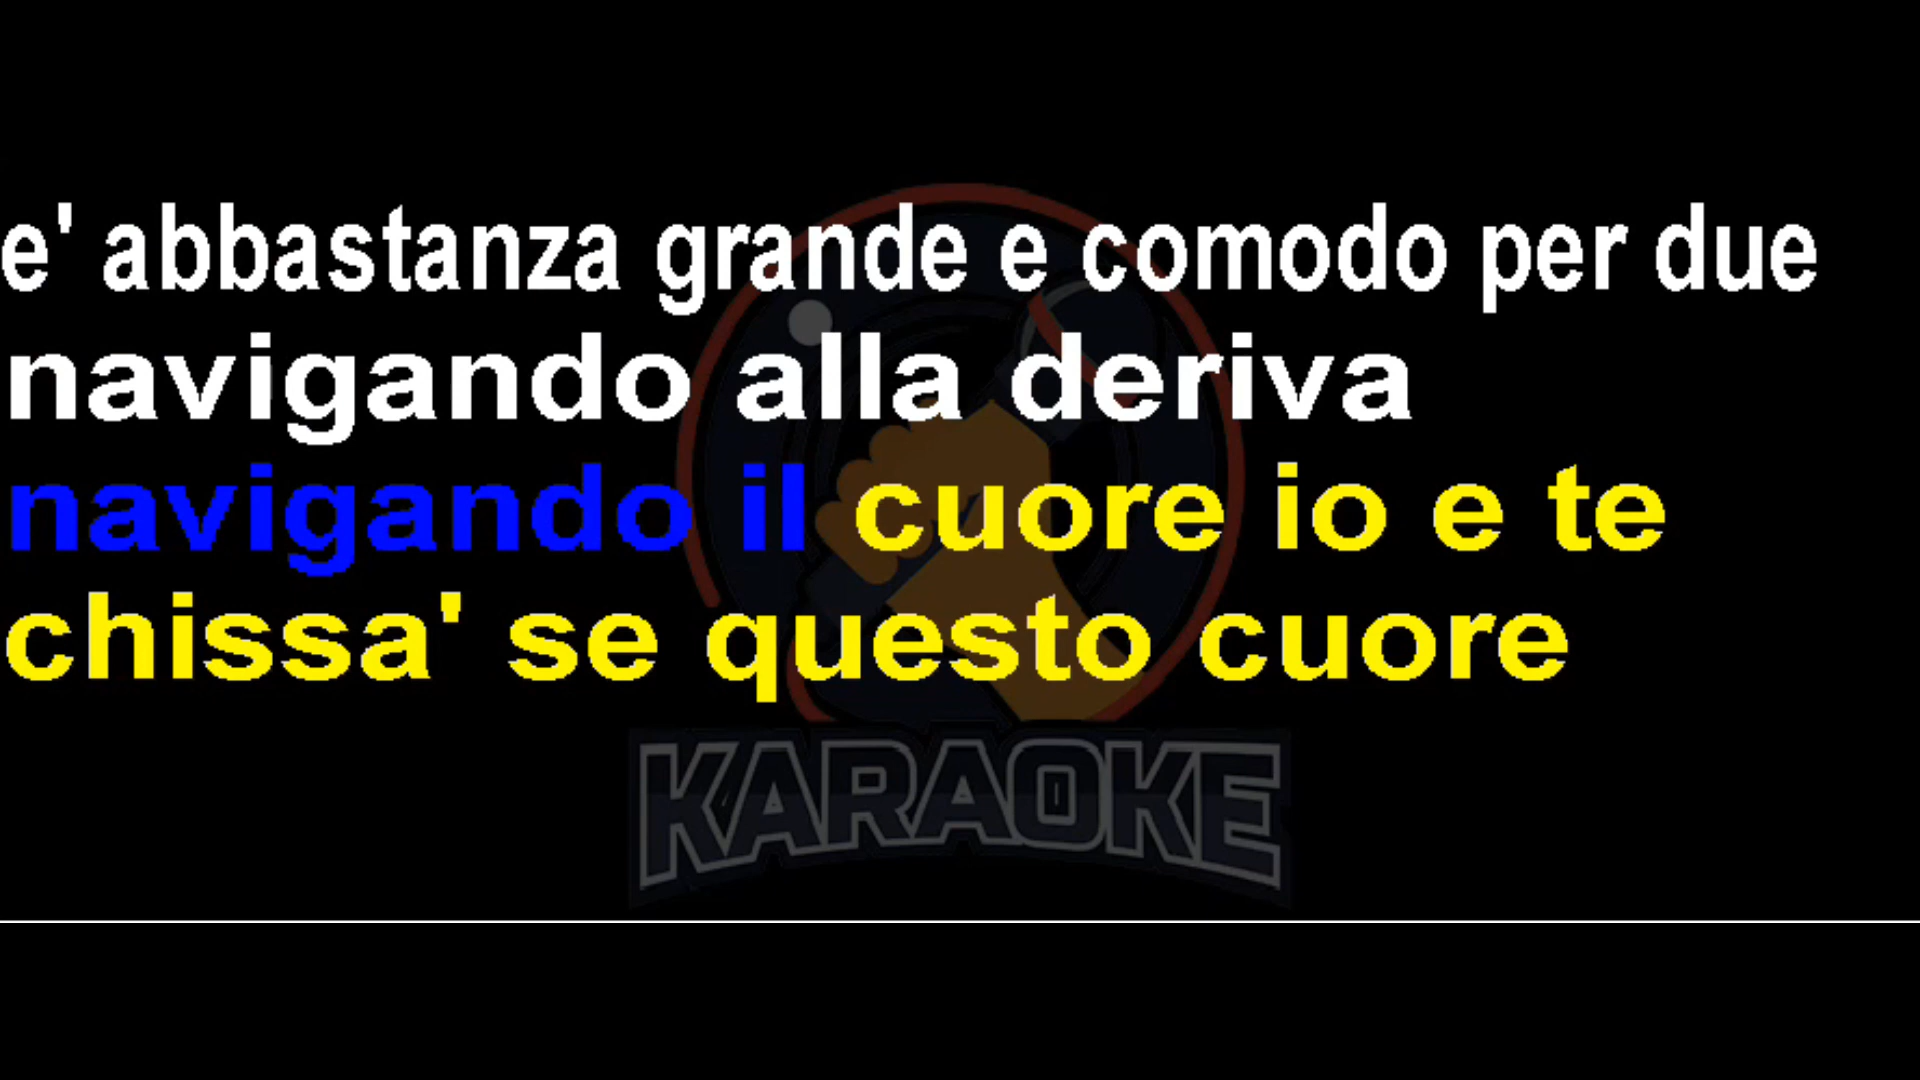 e' abbastanza grande e comodo per due
navigando alla deriva
navigando il cuore io e te
chissa' se questo cuore
KARAOKE